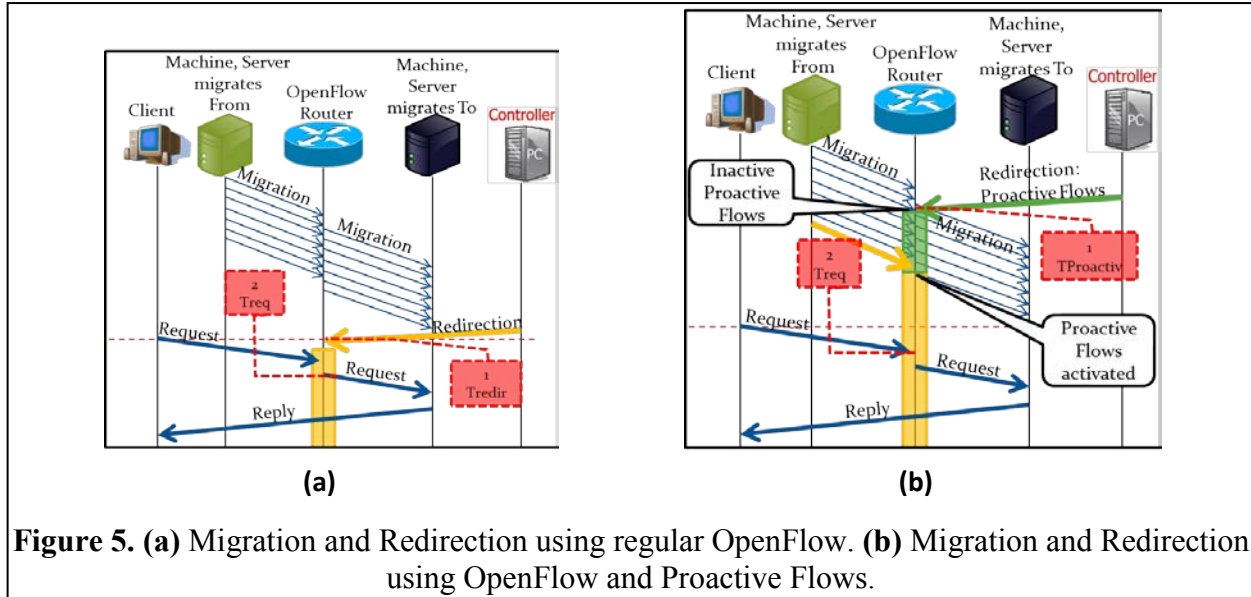 Machine, Server
migrates
From
Client
OpenFlow
Router
Machine,
Server
migrates To
Controller
PC
Migration
Migration
2
Treq
Request
Redirection
Request
1
Tredir
Reply
(a)
Machine, Server
migrates
From
Client
OpenFlow
Router
Machine,
Server
migrates To
Controller
PC
Migration
Inactive
Proactive
Flows
Redirection:
Proactive Flows
Migration
1
TProactiv
2
Treq
Request
Proactive
Flows
activated
Request
Reply
(b)
Figure 5. (a) Migration and Redirection using regular OpenFlow. (b) Migration and Redirection
using OpenFlow and Proactive Flows.